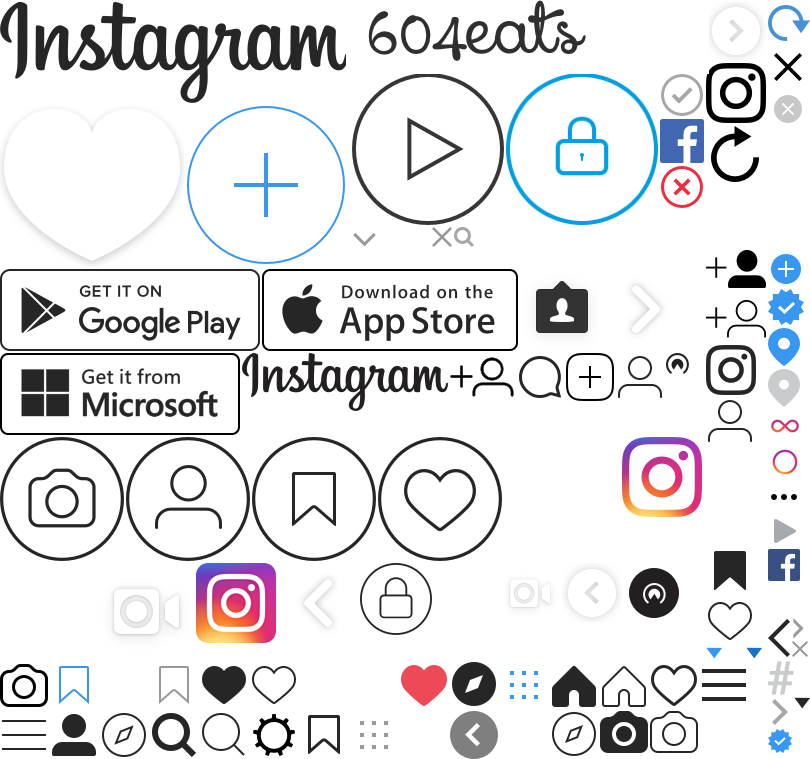 Instagram
604eats
GET IT ON
Google Play
Download on the
App Store
Get it from
Microsoft
Instagram